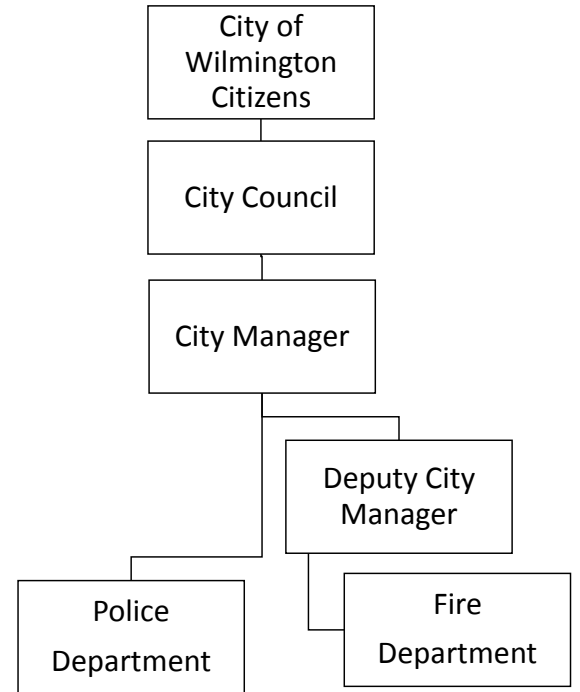 City of
Wilmington
Citizens
City Council
City Manager
Deputy City
Manager
Police
Department
Fire
Department